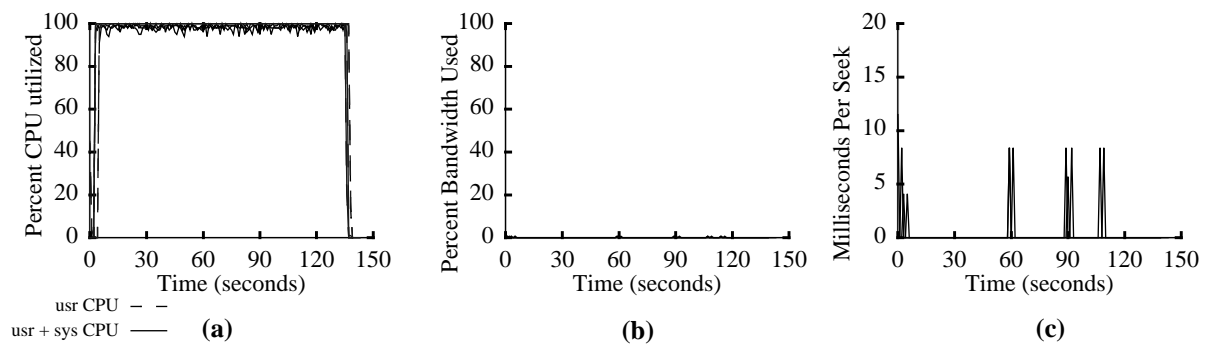 Percent CPU utilized
100
80
60
40
20
0
0 30 60 90 120 150
Time (seconds)
usr CPU
usr + sys CPU
(a)
Percent Bandwidth Used
100
80
60
40
20
0
0 30 60 90 120 150
Time (seconds)
(b)
Milliseconds Per Seek
20
15
10
5
0
0 30 60 90 120 150
Time (seconds)
(c)